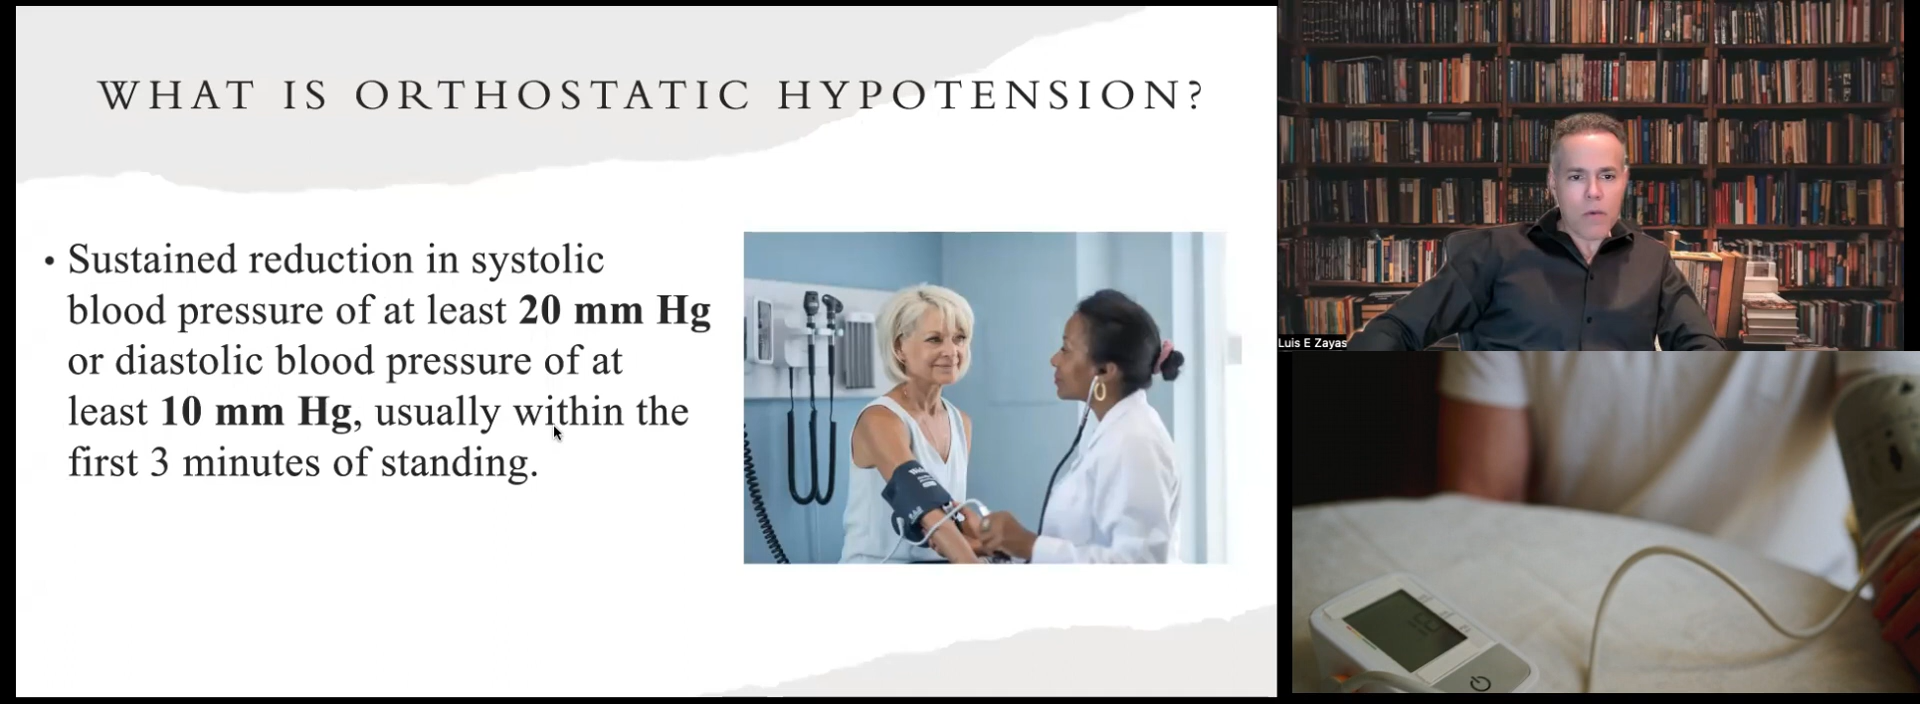 WHAT IS ORTHOSTATIC HYPOTENSION?
• Sustained reduction in systolic
blood pressure of at least 20 mm Hg
or diastolic blood pressure of at
least 10 mm Hg, usually within the
first 3 minutes of standing.
Luis E Zayas